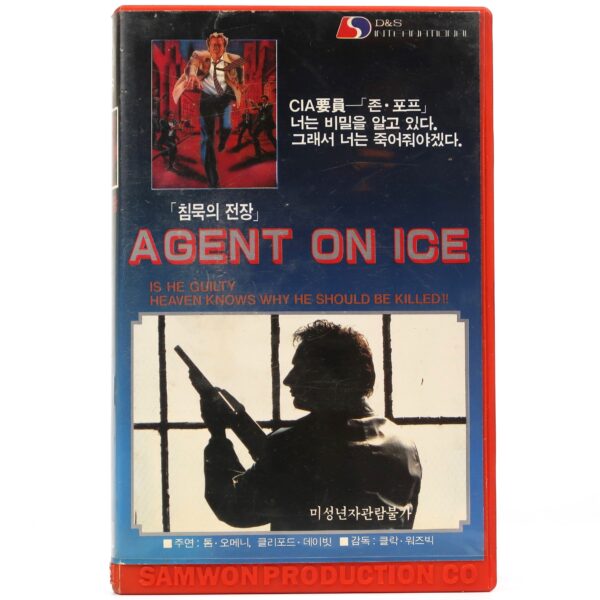 D&S
INTERNATIONAL
CIA要員—「존·포프」
너는 비밀을 알고 있다.
그래서 너는 죽어줘야겠다.
「침묵의 전장」
AGENT ON ICE
IS HE GUILTY
HEAVEN KNOWS WHY HE SHOULD BE KILLED!!
미성년자관람불가
■주연 : 톰·오메니, 클리포드·데이빗 ■감독 : 클락·워즈빅
SAMWON PRODUCTION CO